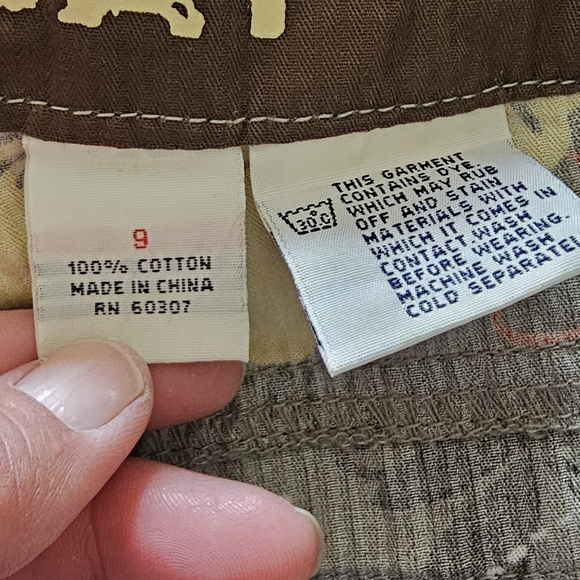 9
100% COTTON
MADE IN CHINA
RN 60307
30°C
THIS GARMENT
CONTAINS DYE
WHICH MAY RUB
OFF AND STAIN
MATERIALS WITH
WHICH IT COMES IN
CONTACT.WASH
BEFORE WEARING.
MACHINE WASH
COLD SEPARATEL